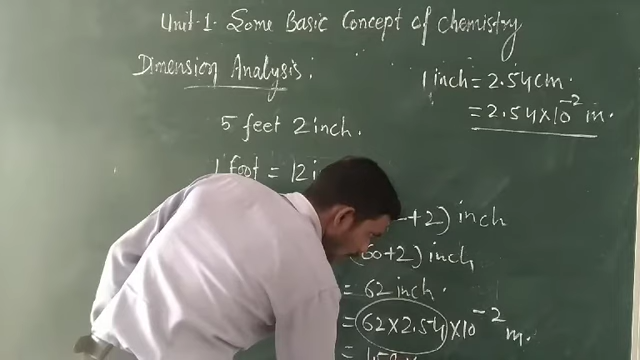 Unit-1. Some Basic Concept of chemistry
Dimension Analysis:
1 inch = 2.54 cm.
= 2.54×10⁻² m.
5 feet 2 inch.
1 foot = 12 i
+2) inch
(60+2) inch
= 62 inch.
= 62×2.54×10⁻² m.
=